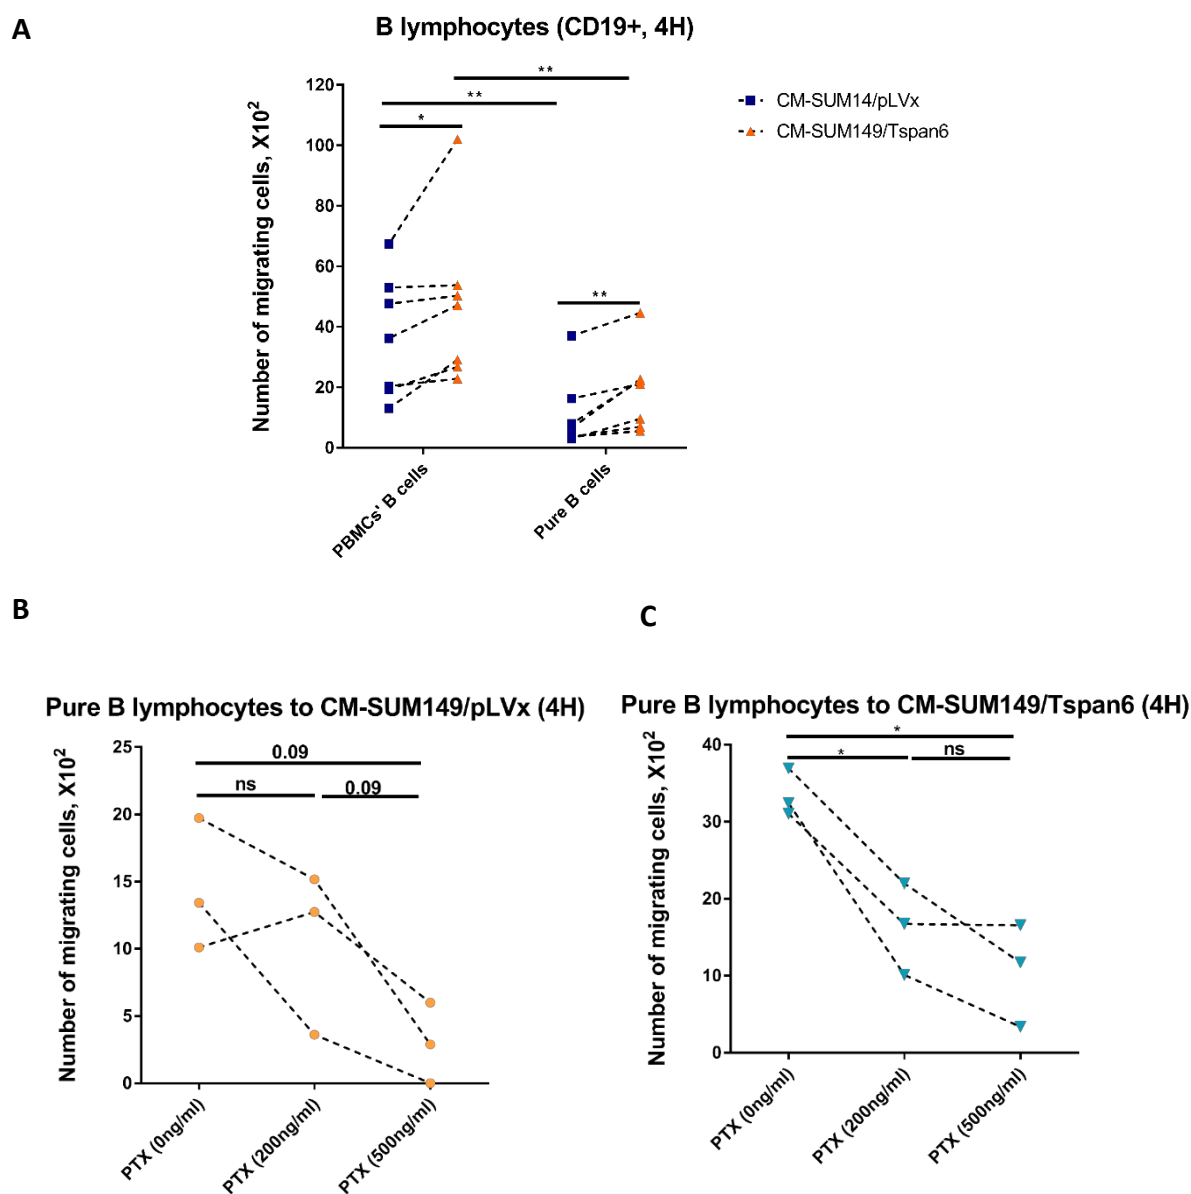 A
B lymphocytes (CD19+, 4H)
Number of migrating cells, X10²
120
100
80
60
40
20
0
**
**
*
**
CM-SUM14/pLVx
CM-SUM149/Tspan6
PBMCs' B cells
Pure B cells
B
Pure B lymphocytes to CM-SUM149/pLVx (4H)
Number of migrating cells, X10²
25
20
15
10
5
0
0.09
ns
0.09
PTX (0ng/ml)
PTX (200ng/ml)
PTX (500ng/ml)
C
Pure B lymphocytes to CM-SUM149/Tspan6 (4H)
Number of migrating cells, X10²
40
30
20
10
0
*
*
ns
PTX (0ng/ml)
PTX (200ng/ml)
PTX (500ng/ml)